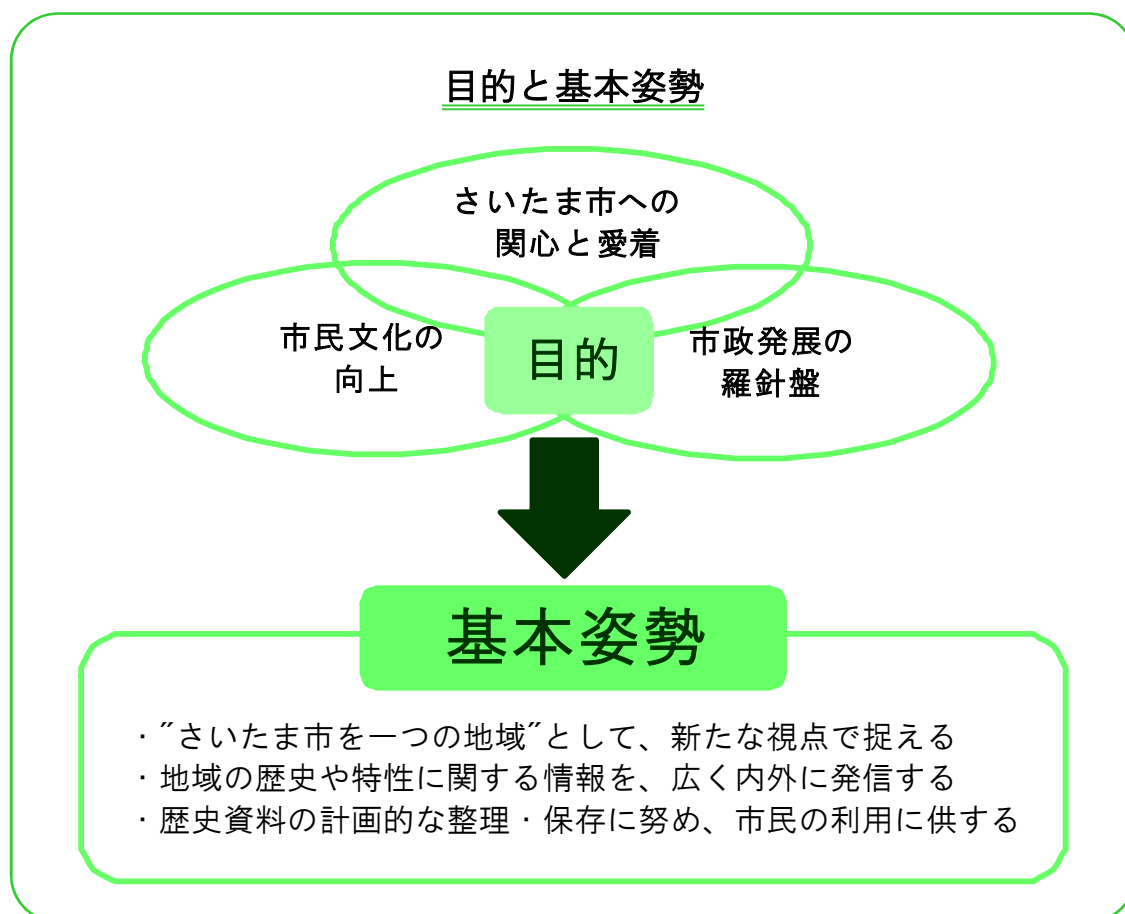 目的と基本姿勢
さいたま市への
関心と愛着
市民文化の
向上
目的
市政発展の
羅針盤
基本姿勢
・″さいたま市を一つの地域″として、新たな視点で捉える
・地域の歴史や特性に関する情報を、広く内外に発信する
・歴史資料の計画的な整理・保存に努め、市民の利用に供する